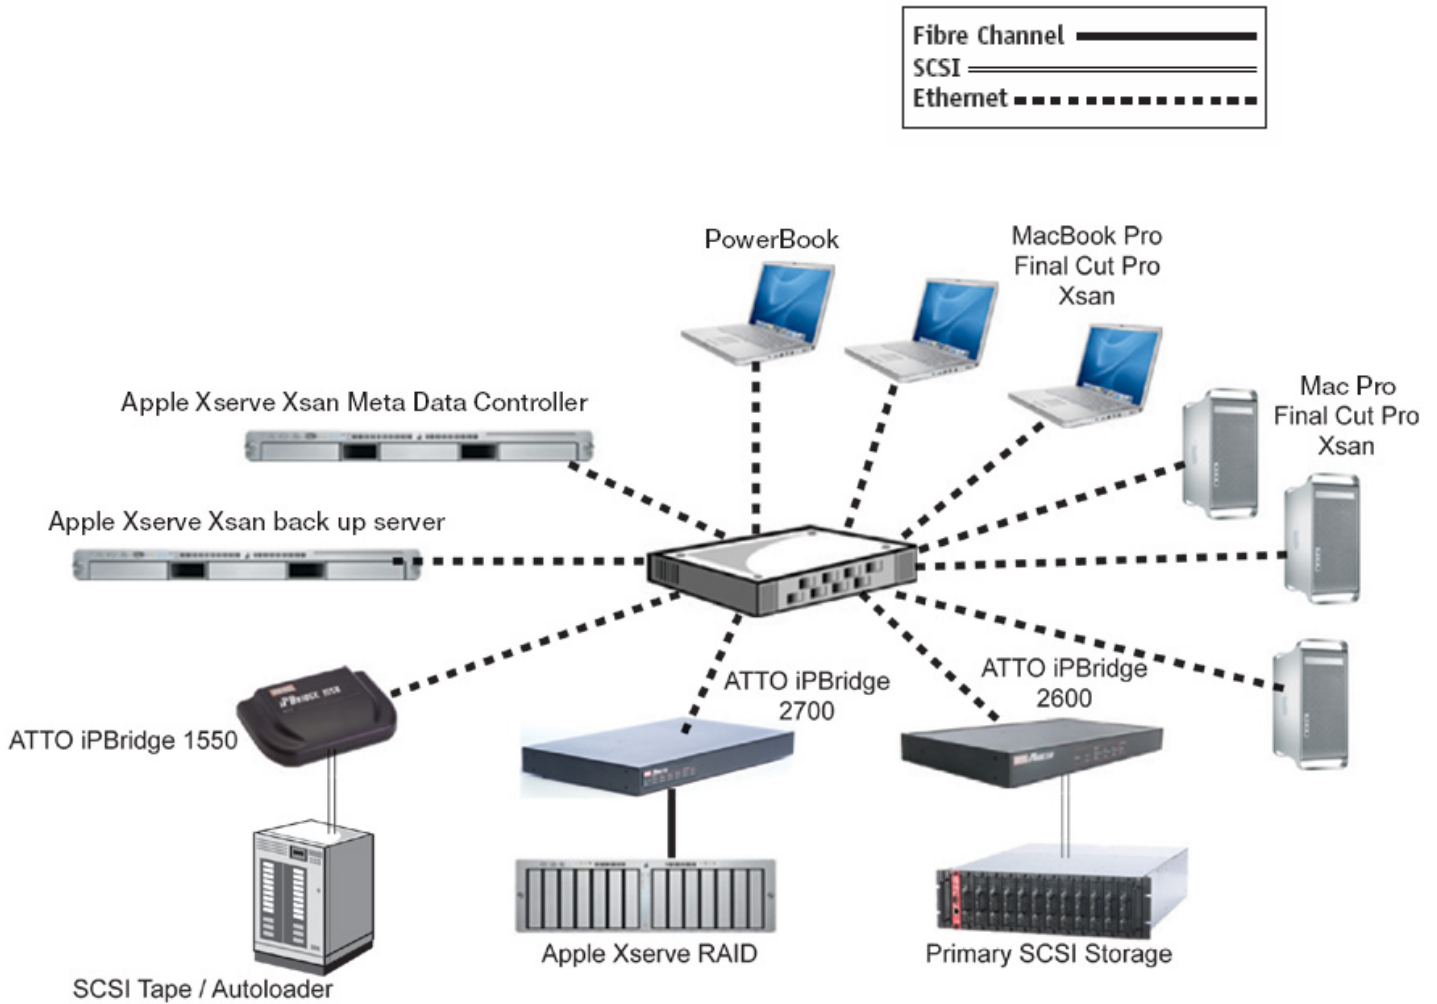 Fibre Channel
SCSI
Ethernet
PowerBook
MacBook Pro
Final Cut Pro
Xsan
Mac Pro
Final Cut Pro
Xsan
Apple Xserve Xsan Meta Data Controller
Apple Xserve Xsan back up server
ATTO iPBridge
2700
ATTO iPBridge
2600
iPBRIDGE 1550
ATTO iPBridge 1550
Apple Xserve RAID
Primary SCSI Storage
SCSI Tape / Autoloader